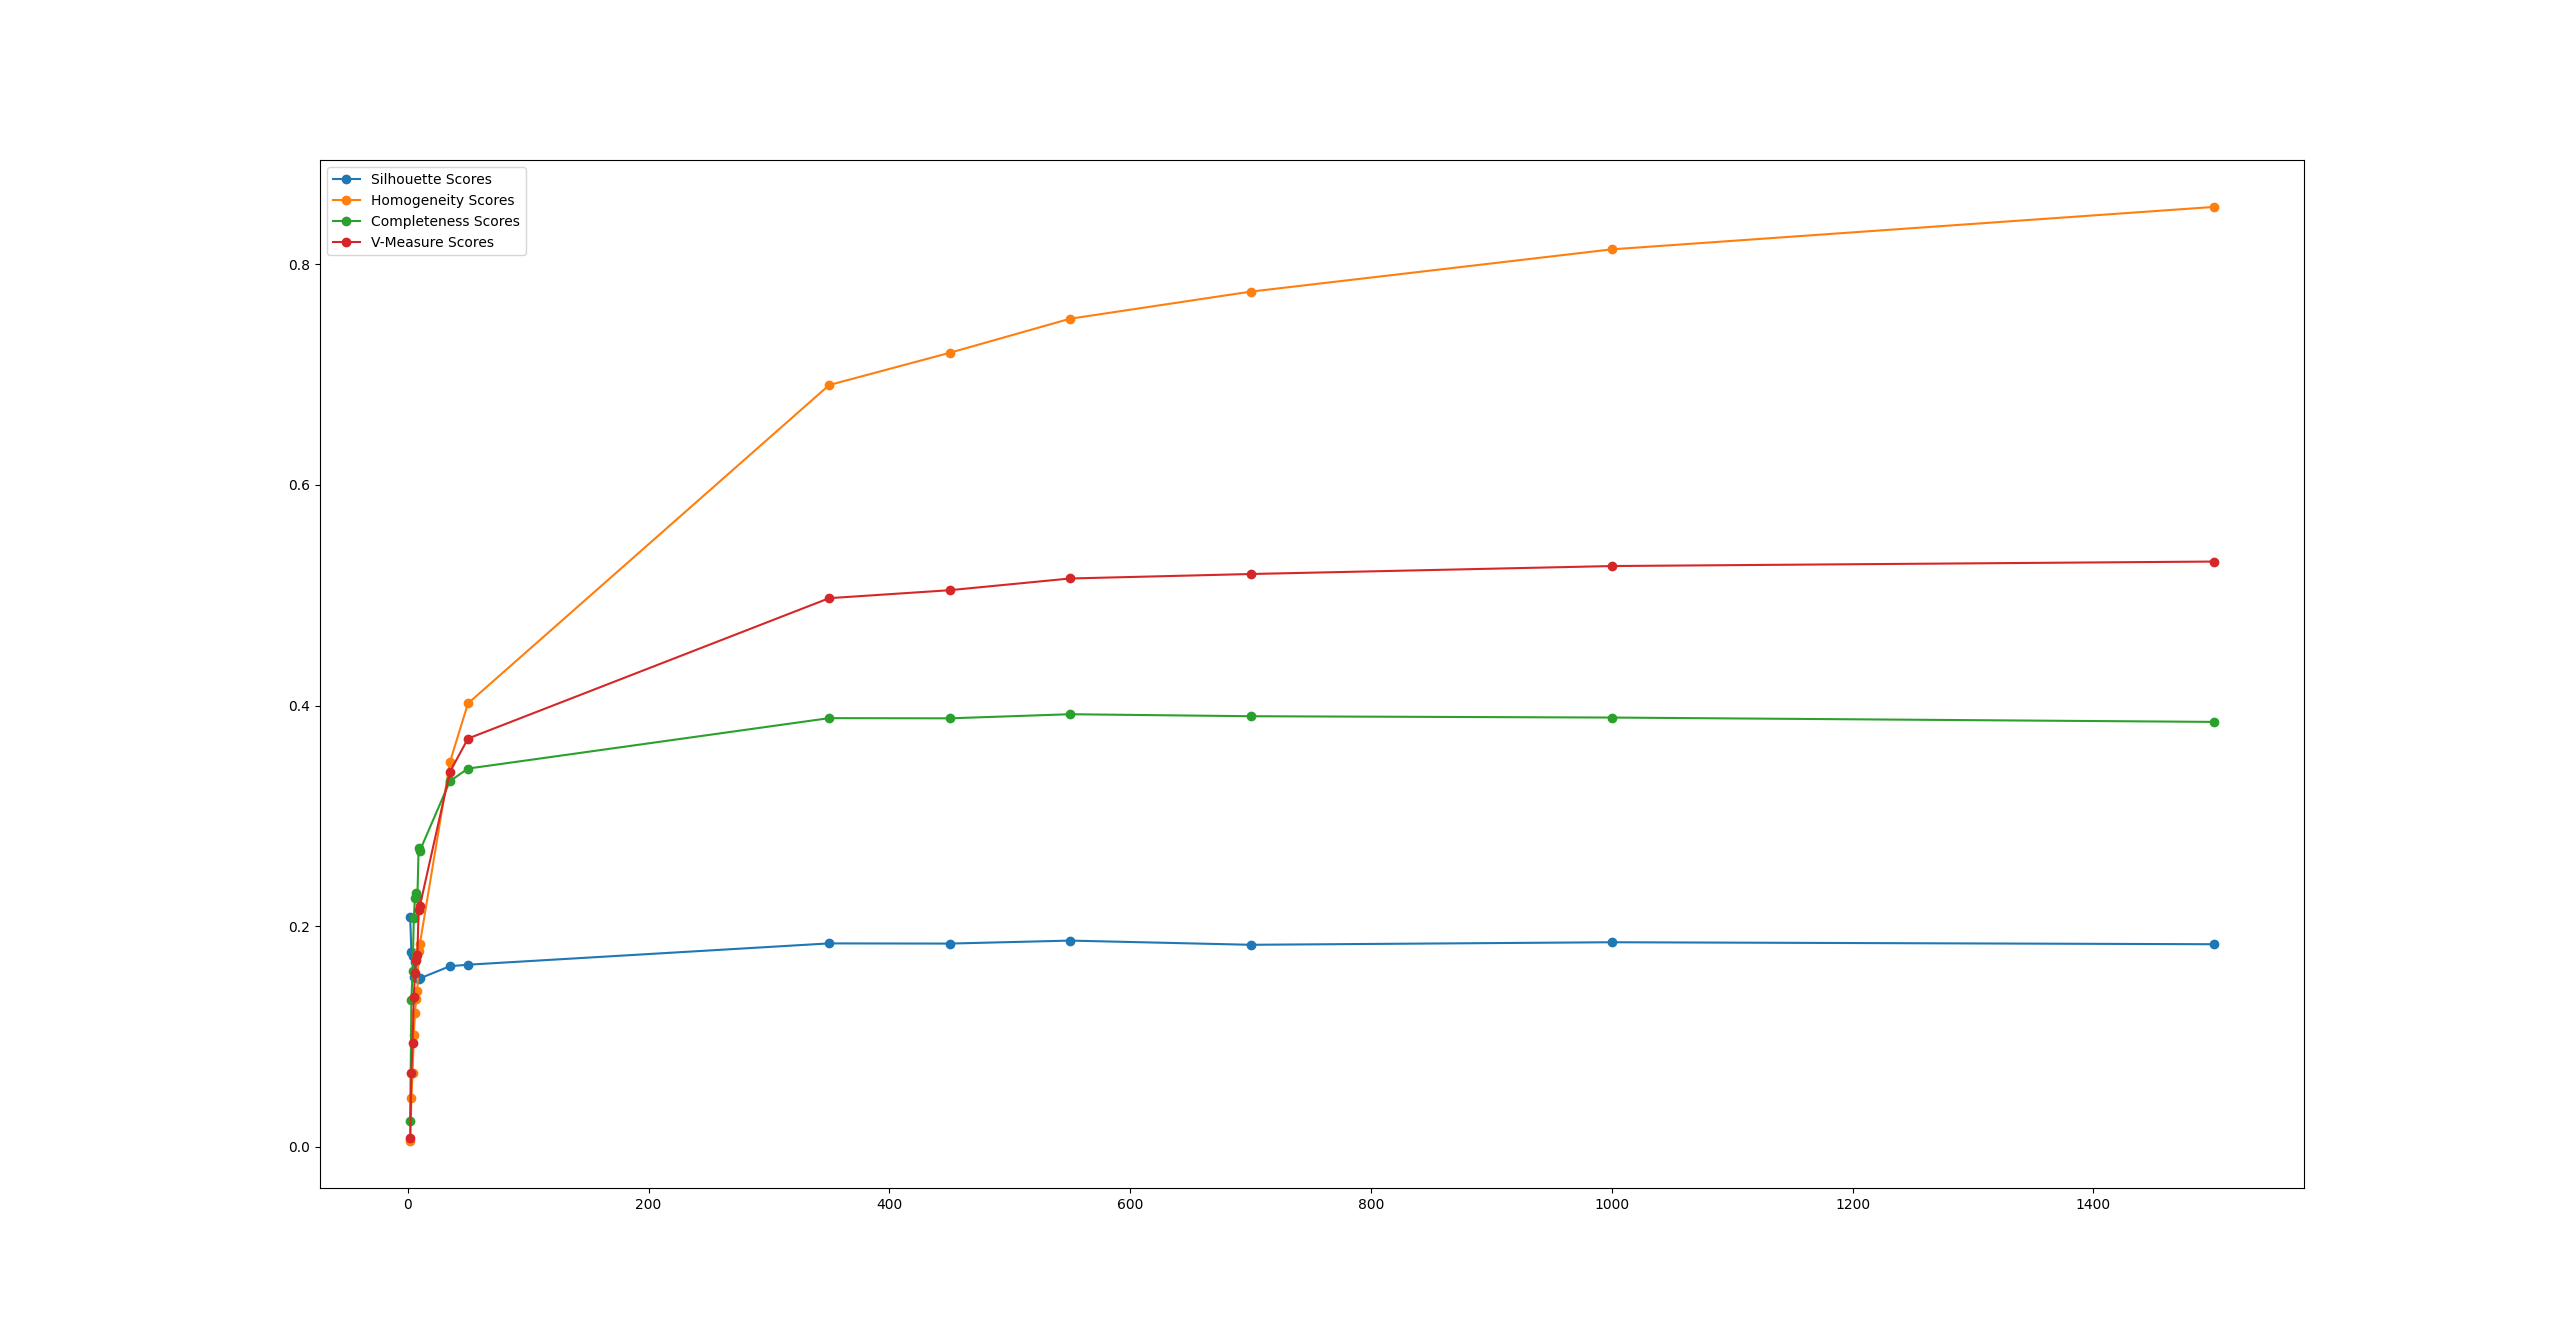 Silhouette Scores
Homogeneity Scores
Completeness Scores
V-Measure Scores
0.8
0.6
0.4
0.2
0.0
0 200 400 600 800 1000 1200 1400